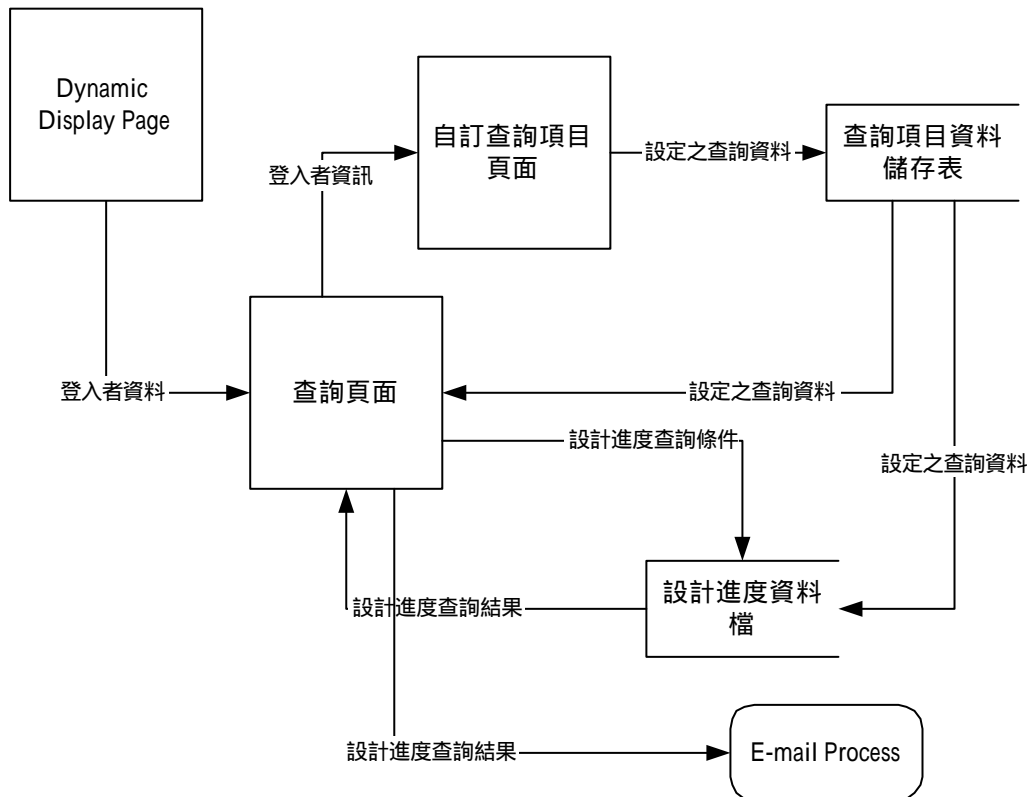 Dynamic
Display Page
自訂查詢項目
頁面
設定之查詢資料
查詢項目資料
儲存表
登入者資訊
登入者資料
查詢頁面
設定之查詢資料
設計進度查詢條件
設定之查詢資料
設計進度資料
檔
設計進度查詢結果
設計進度查詢結果
E-mail Process